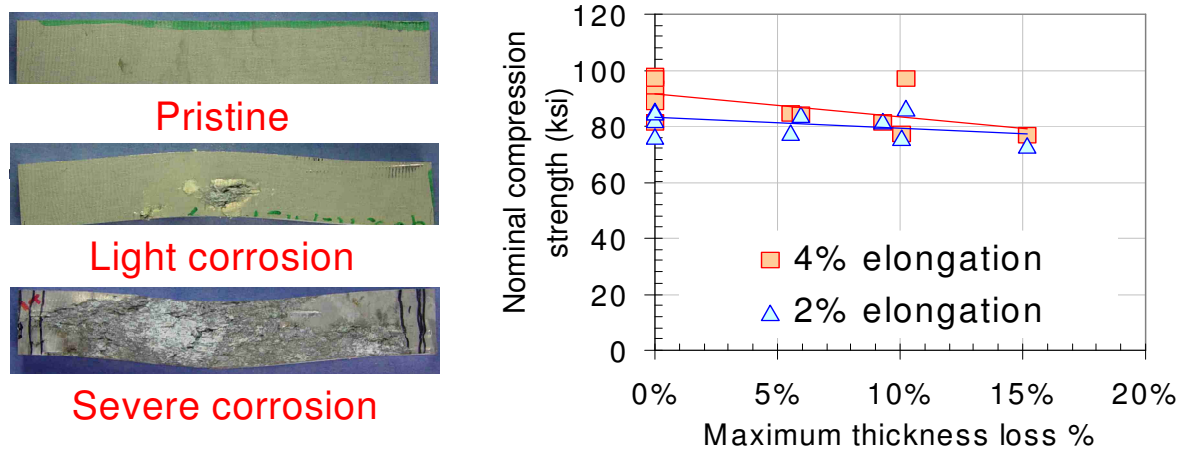 Pristine
Light corrosion
Severe corrosion
Nominal compression
strength (ksi)
120
100
80
60
40
20
0
4% elongation
2% elongation
0%
5%
10%
15%
20%
Maximum thickness loss %